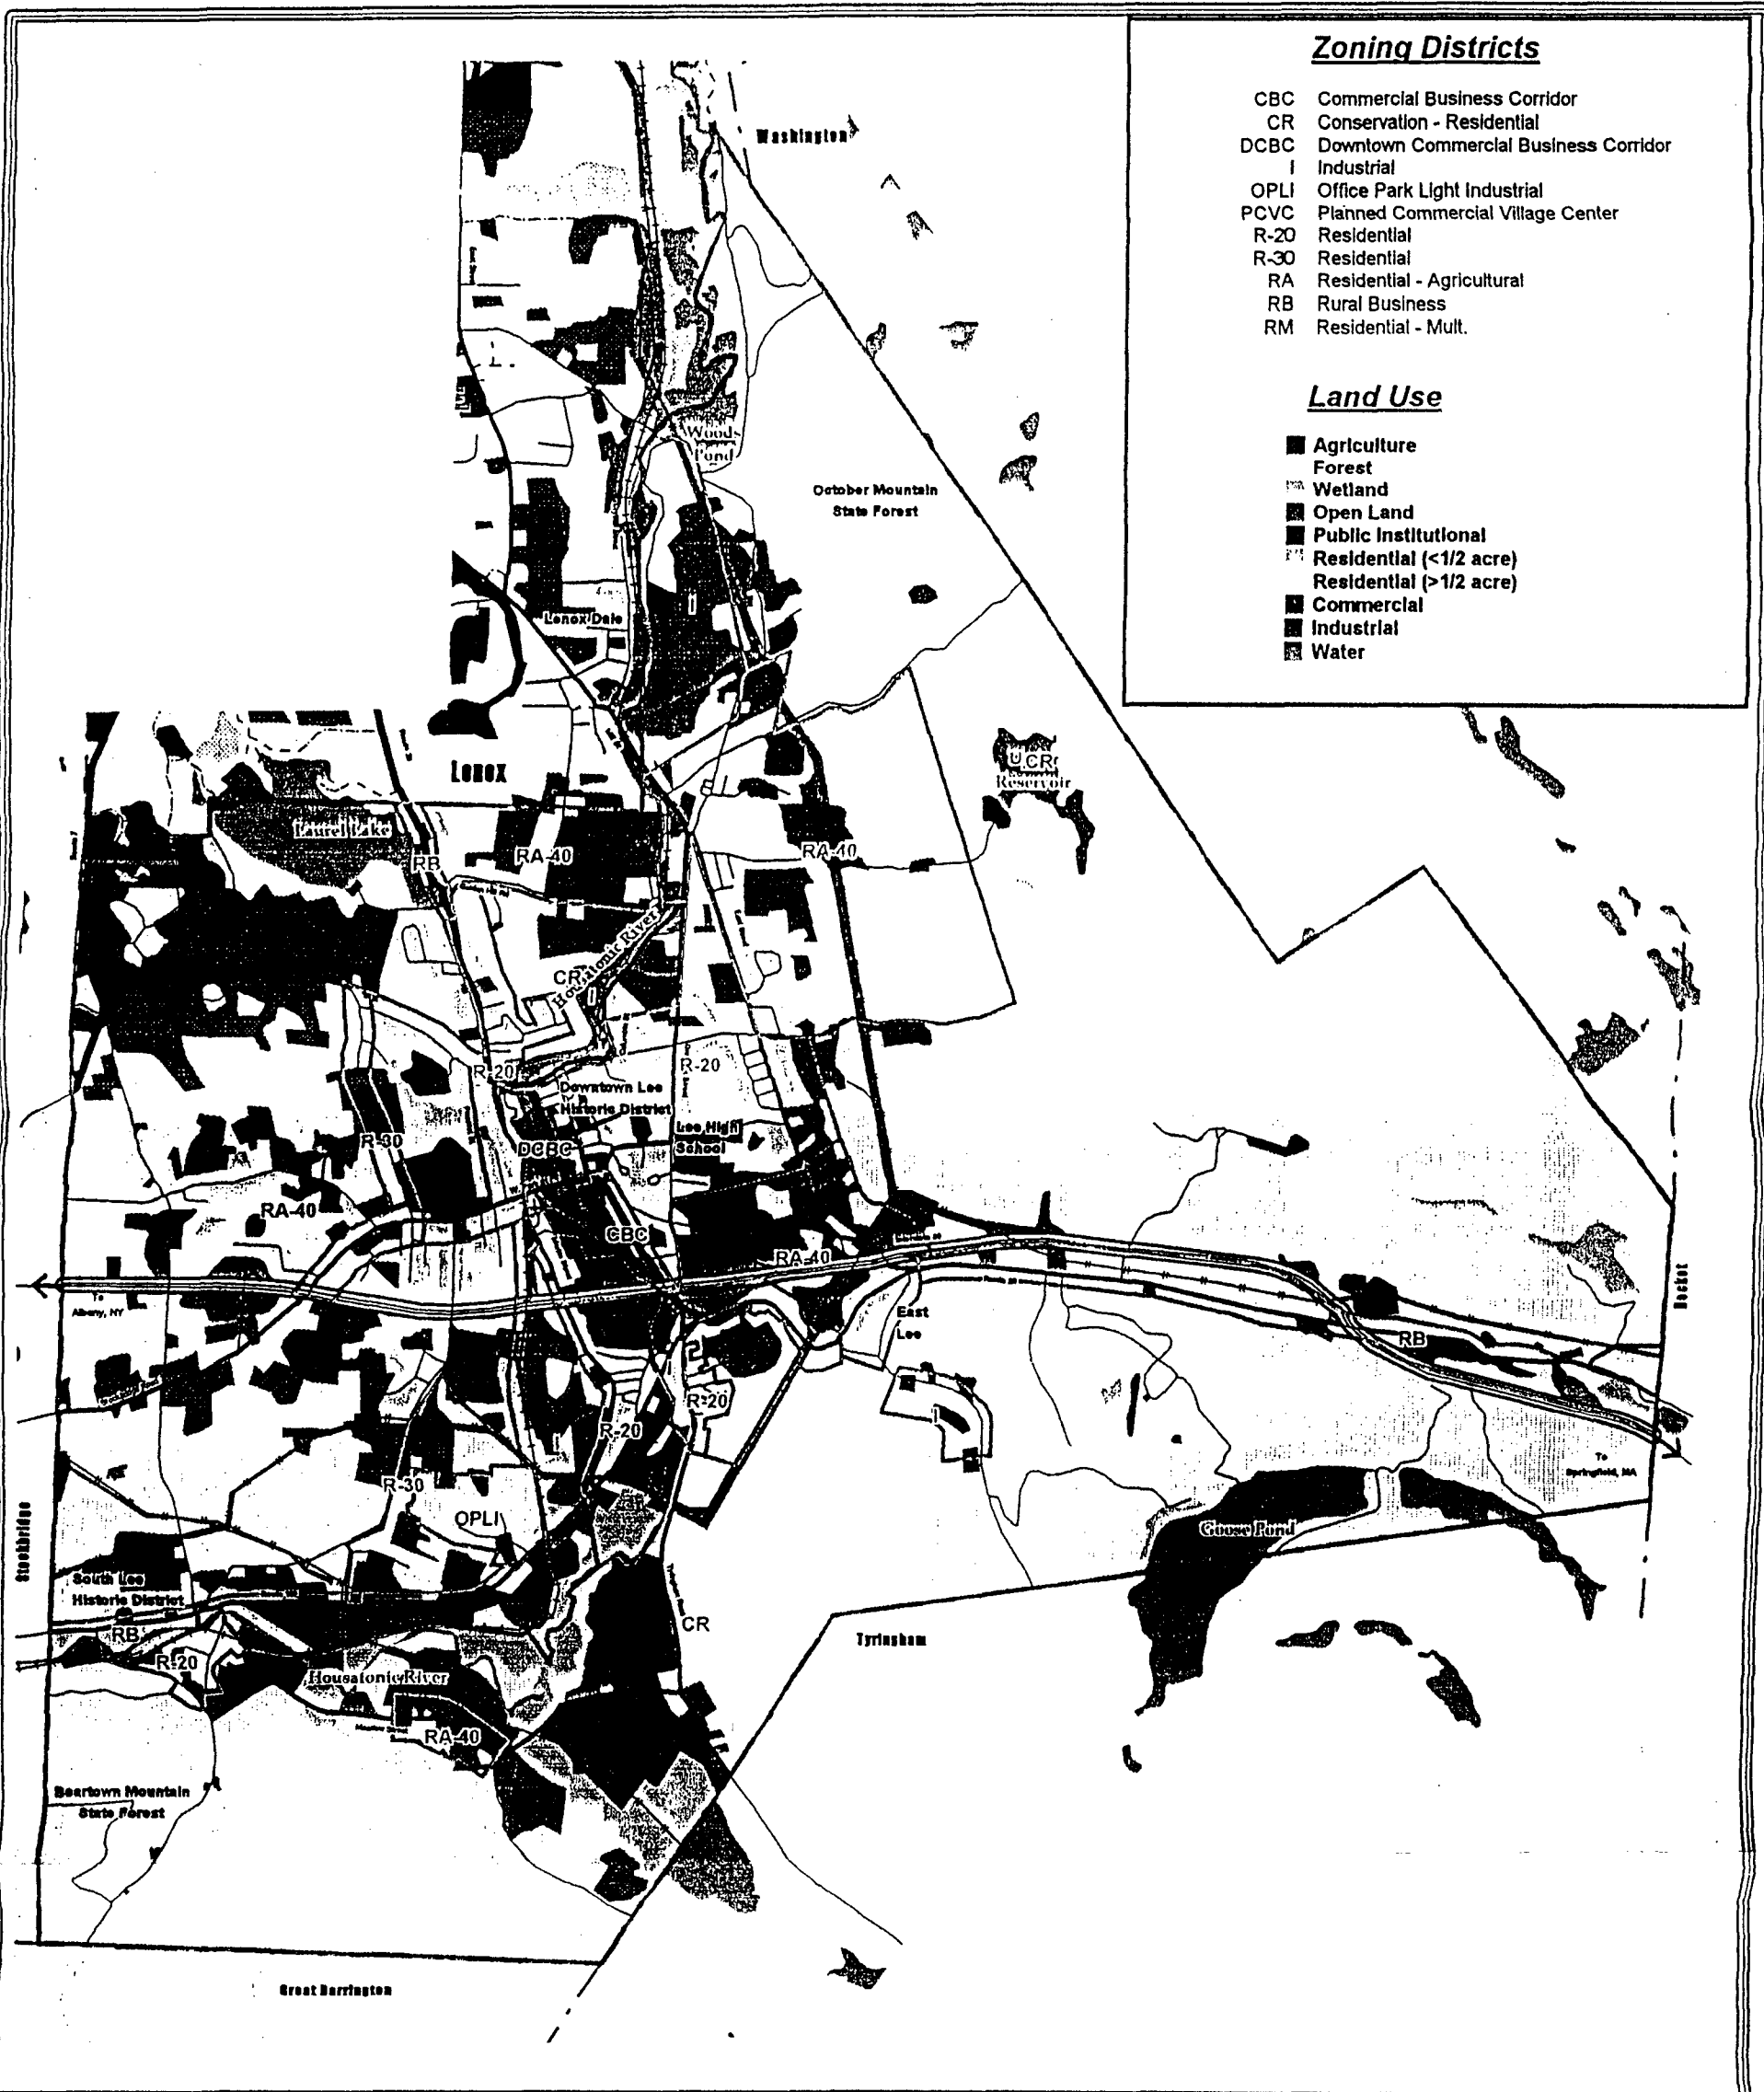 Zoning Districts
CBC Commercial Business Corridor
CR Conservation - Residential
DCBC Downtown Commercial Business Corridor
I Industrial
OPLI Office Park Light Industrial
PCVC Planned Commercial Village Center
R-20 Residential
R-30 Residential
RA Residential - Agricultural
RB Rural Business
RM Residential - Mult.
Land Use
Agriculture
Forest
Wetland
Open Land
Public Institutional
Residential (<1/2 acre)
Residential (>1/2 acre)
Commercial
Industrial
Water
Washington
Woods
Pond
October Mountain
State Forest
I
Lenox Dale
Lenox
Laurel Lake
RB
RA-40
RA-40
CR
Reservoir
CR
Housatonic River
I
R-20
R-20
Downtown Lee
Historic District
Lee High
School
DCBC
R-30
RA-40
CBC
RA-40
To
Albany, NY
East
Lee
Becket
RB
R-20
R-20
I
To
Springfield, MA
R-30
OPLI
Goose Pond
Stockbridge
South Lee
Historic District
RB
R-20
CR
Tyringham
Housatonic River
RA-40
Beartown Mountain
State Forest
Great Barrington